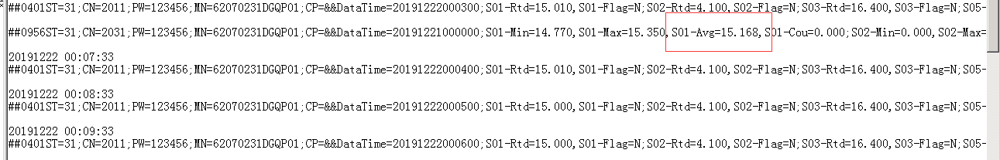 ##0401ST=31;CN=2011;PW=123456;MN=62070231DGQP01;CP=&&DataTime=20191222000300;S01-Rtd=15.010,S01-Flag=N;S02-Rtd=4.100,S02-Flag=N;S03-Rtd=16.400,S03-Flag=N;S05-
##0956ST=31;CN=2031;PW=123456;MN=62070231DGQP01;CP=&&DataTime=20191221000000;S01-Min=14.770,S01-Max=15.350,S01-Avg=15.168,S01-Cou=0.000;S02-Min=0.000,S02-Max=
20191222 00:07:33
##0401ST=31;CN=2011;PW=123456;MN=62070231DGQP01;CP=&&DataTime=20191222000400;S01-Rtd=15.010,S01-Flag=N;S02-Rtd=4.100,S02-Flag=N;S03-Rtd=16.400,S03-Flag=N;S05-
20191222 00:08:33
##0401ST=31;CN=2011;PW=123456;MN=62070231DGQP01;CP=&&DataTime=20191222000500;S01-Rtd=15.000,S01-Flag=N;S02-Rtd=4.100,S02-Flag=N;S03-Rtd=16.400,S03-Flag=N;S05-
20191222 00:09:33
##0401ST=31;CN=2011;PW=123456;MN=62070231DGQP01;CP=&&DataTime=20191222000600;S01-Rtd=15.000,S01-Flag=N;S02-Rtd=4.100,S02-Flag=N;S03-Rtd=16.400,S03-Flag=N;S05-